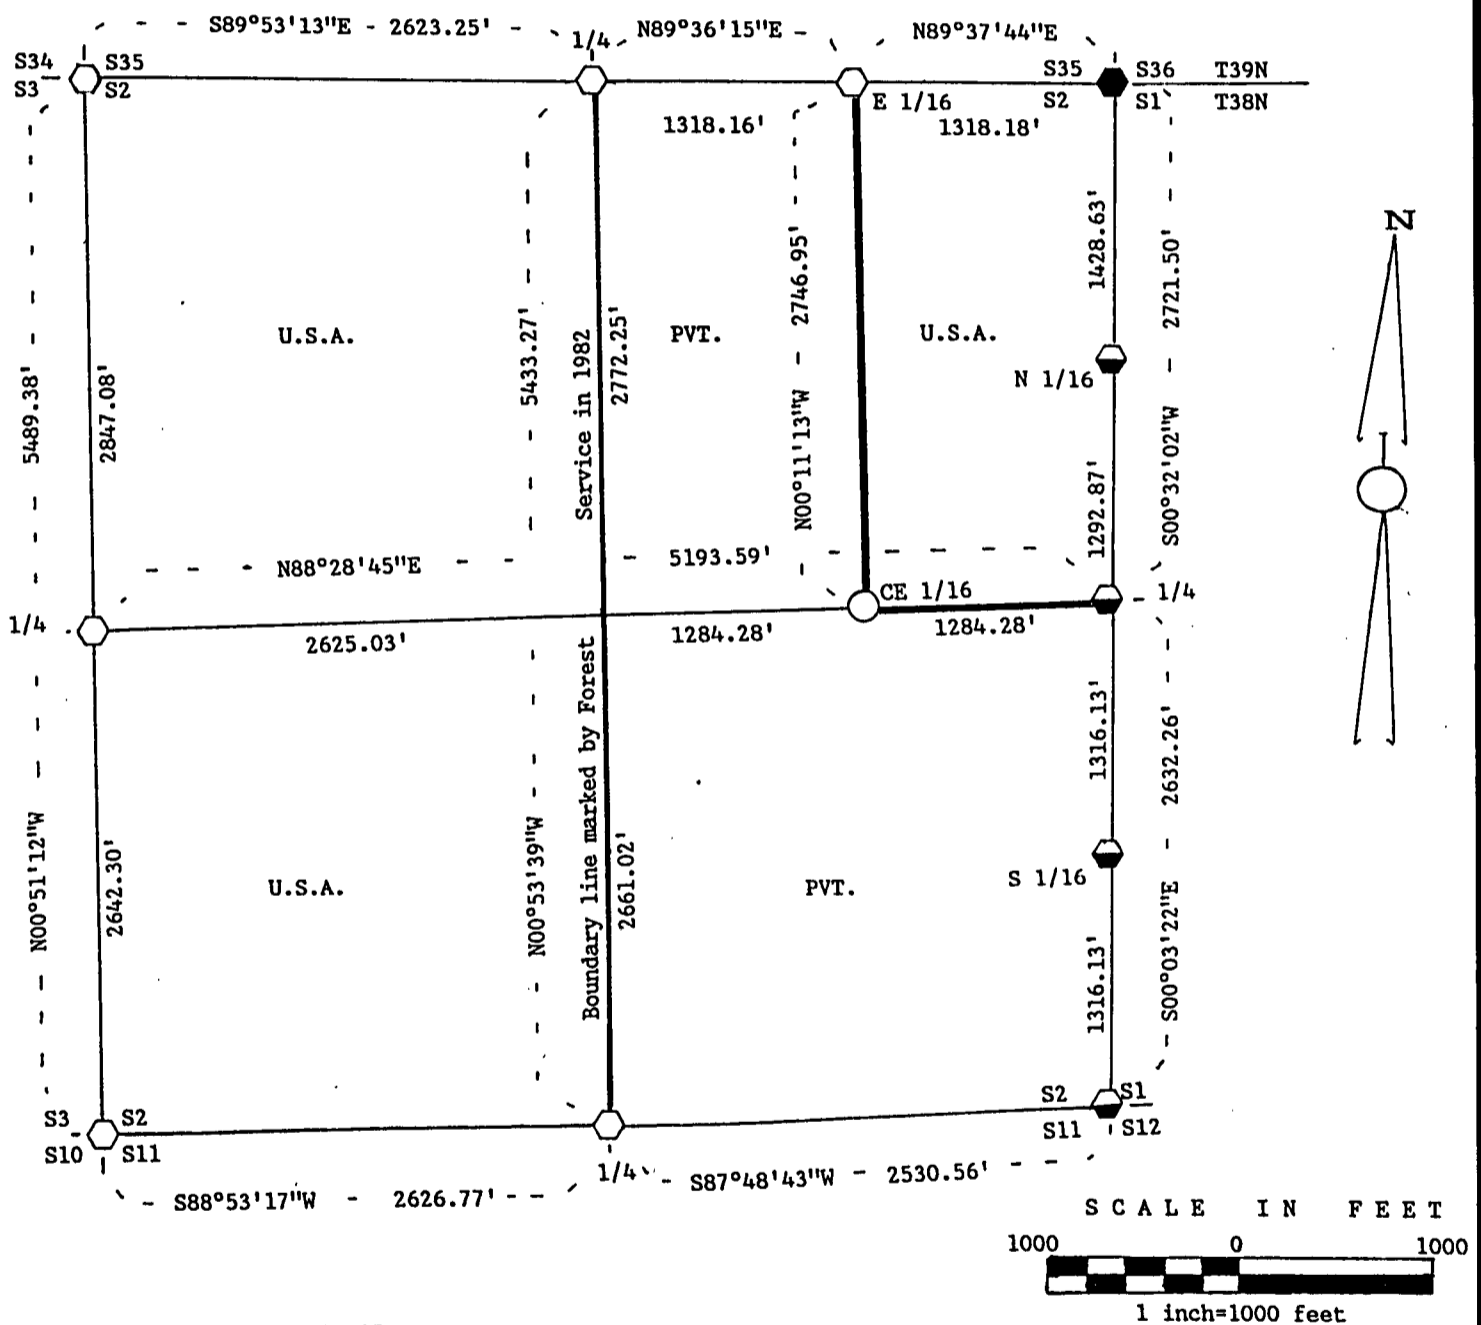 S89°53'13"E - 2623.25'
1/4
N89°36'15"E
N89°37'44"E
S34 S35
S3 S2
S35 S36 T39N
S2 S1 T38N
E 1/16
1318.16'
1318.18'
1428.63'
2721.50'
S00°32'02"W
N 1/16
1292.87'
U.S.A.
PVT.
U.S.A.
5489.38'
2847.08'
5433.27'
Service in 1982
2772.25'
N00°11'13"W - 2746.95'
N
N88°28'45"E
5193.59'
CE 1/16
1/4
1/4
2625.03'
1284.28'
1284.28'
1316.13'
2632.26'
S00°03'22"E
S 1/16
1316.13'
U.S.A.
PVT.
N00°51'12"W
2642.30'
N00°53'39"W
Boundary line marked by Forest
2661.02'
S3 S2
S10 S11
S2 S1
S11 S12
1/4
S88°53'17"W - 2626.77'
S87°48'43"W - 2530.56'
SCALE IN FEET
1000 0 1000
1 inch=1000 feet